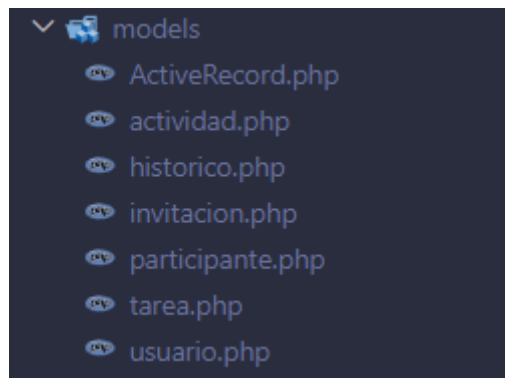 models
ActiveRecord.php
actividad.php
historico.php
invitacion.php
participante.php
tarea.php
usuario.php